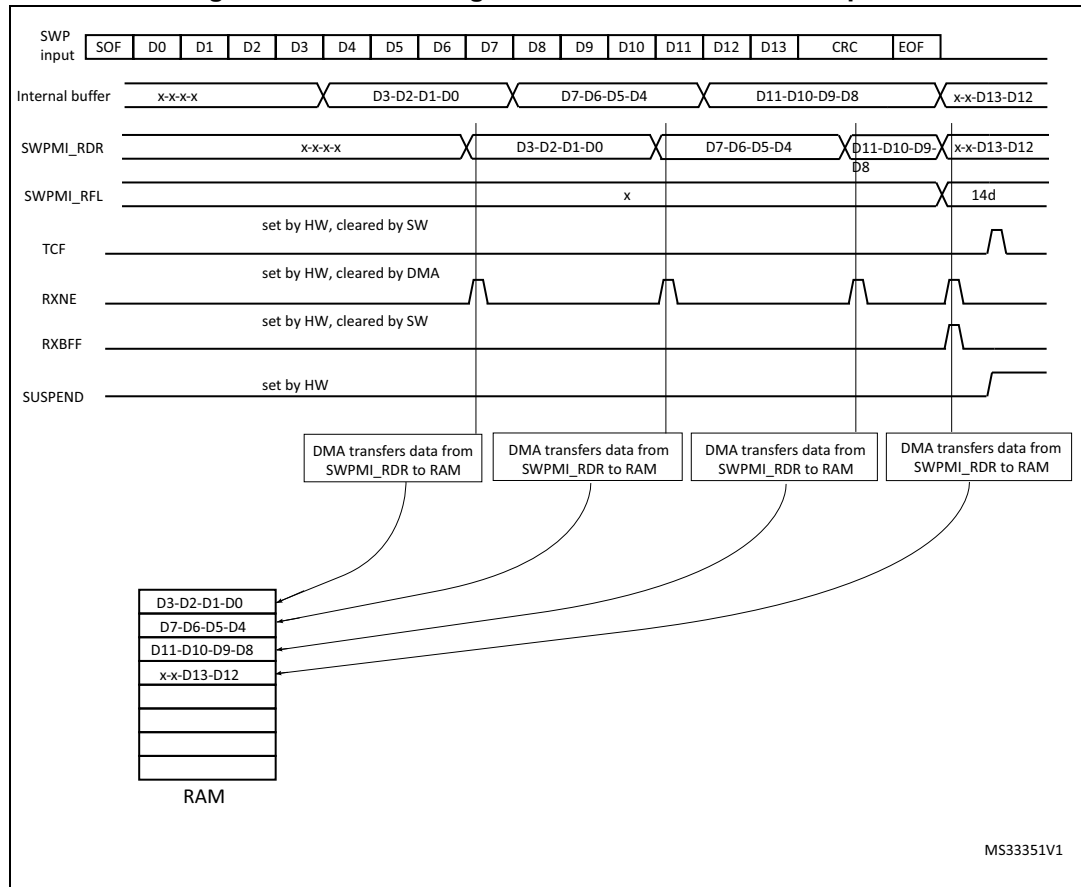 SWP
input
SOF D0 D1 D2 D3 D4 D5 D6 D7 D8 D9 D10 D11 D12 D13 CRC EOF
Internal buffer x-x-x-x D3-D2-D1-D0 D7-D6-D5-D4 D11-D10-D9-D8 x-x-D13-D12
SWPMI_RDR x-x-x-x D3-D2-D1-D0 D7-D6-D5-D4 D11-D10-D9- x-x-D13-D12
D8
SWPMI_RFL x 14d
set by HW, cleared by SW
TCF
set by HW, cleared by DMA
RXNE
set by HW, cleared by SW
RXBFF
set by HW
SUSPEND
DMA transfers data from
SWPMI_RDR to RAM
DMA transfers data from
SWPMI_RDR to RAM
DMA transfers data from
SWPMI_RDR to RAM
DMA transfers data from
SWPMI_RDR to RAM
D3-D2-D1-D0
D7-D6-D5-D4
D11-D10-D9-D8
x-x-D13-D12
RAM
MS33351V1